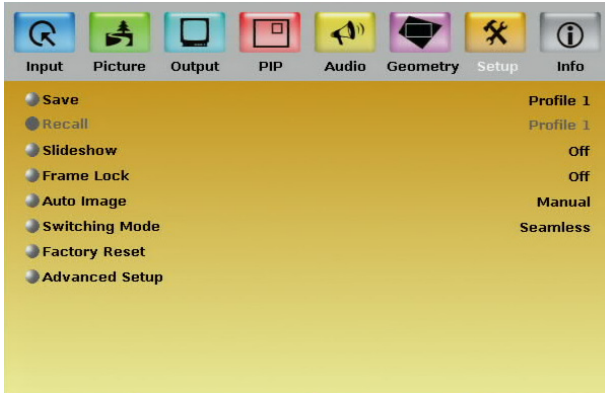 Input Picture Output PIP Audio Geometry Setup Info
Save Profile 1
Recall Profile 1
Slideshow Off
Frame Lock Off
Auto Image Manual
Switching Mode Seamless
Factory Reset
Advanced Setup